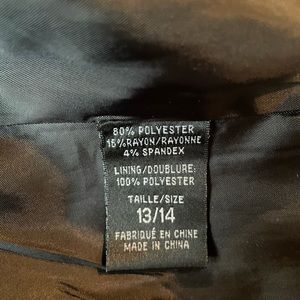 80% POLYESTER
15%RAYON/RAYONNE
4% SPANDEX
LINING/DOUBLURE:
100% POLYESTER
TAILLE/SIZE
13/14
FABRIQUÉ EN CHINE
MADE IN CHINA